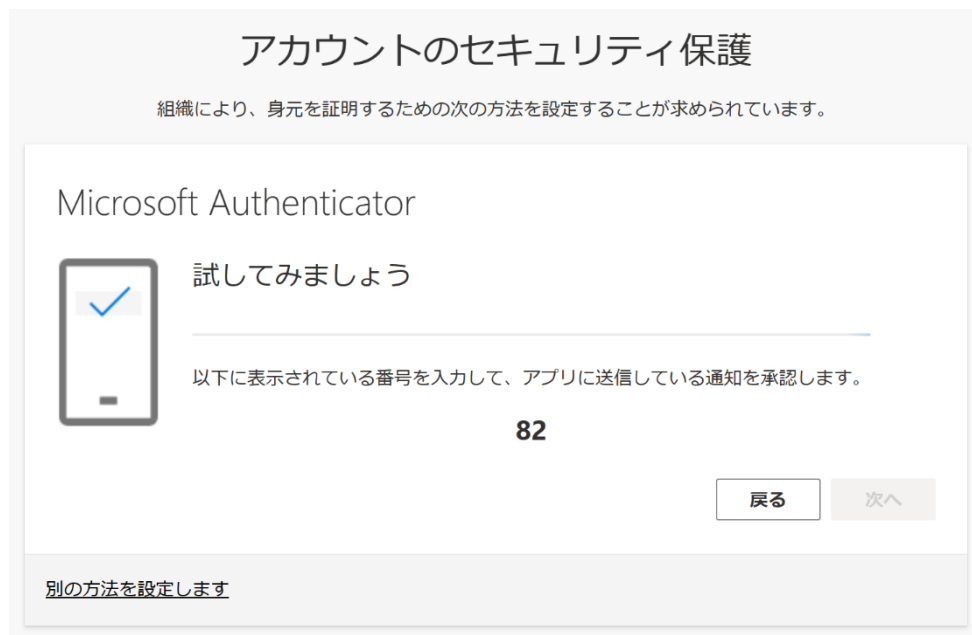 アカウントのセキュリティ保護
組織により、身元を証明するための次の方法を設定することが求められています。
Microsoft Authenticator
試してみましょう
以下に表示されている番号を入力して、アプリに送信している通知を承認します。
82
戻る
次へ
別の方法を設定します